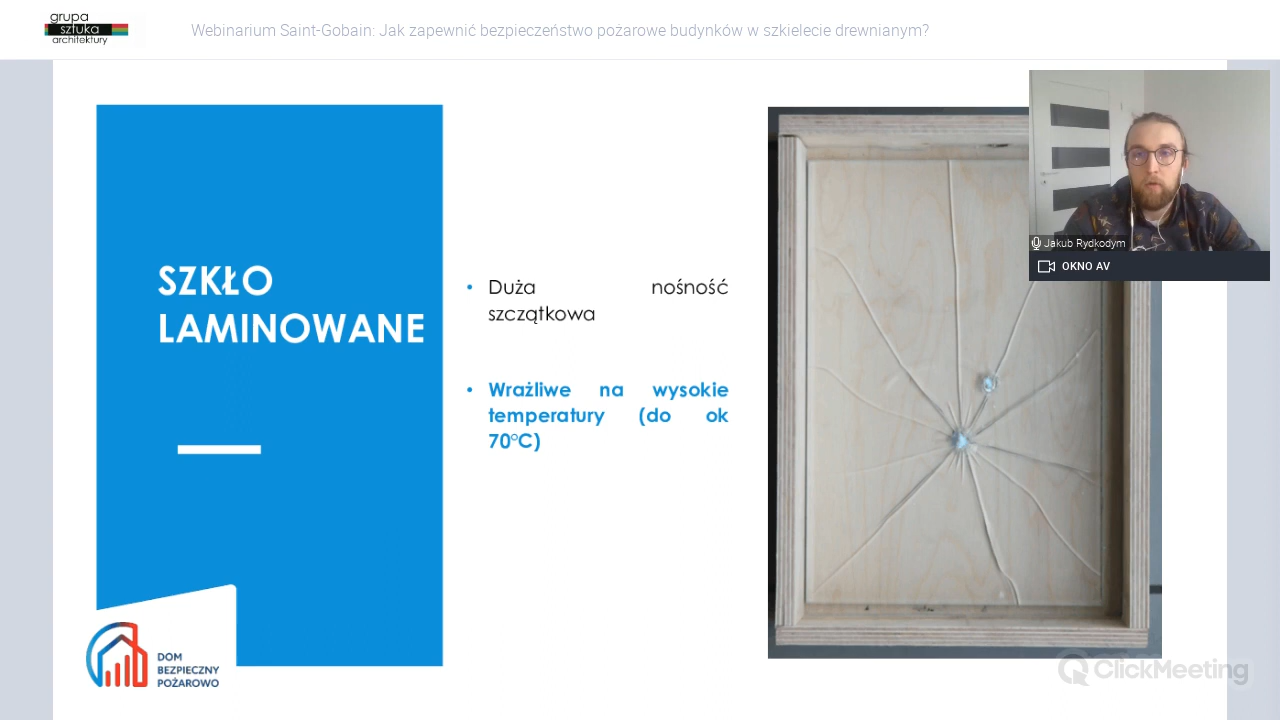 grupa
sztuka
architektury
Webinarium Saint-Gobain: Jak zapewnić bezpieczeństwo pożarowe budynków w szkielecie drewnianym?
SZKŁO
LAMINOWANE
• Duża nośność
szczątkowa
• Wrażliwe na wysokie
temperatury (do ok
70°C)
Jakub Rydkodym
OKNO AV
DOM
BEZPIECZNY
POŻAROWO
ClickMeeting